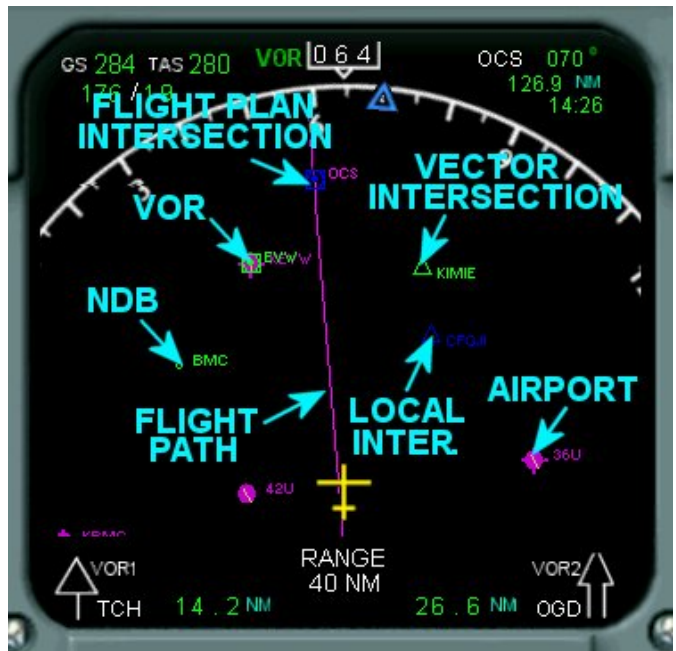 GS 284 TAS 280 VOR 064 OCS 070°
126.9 NM
14:26
FLIGHT PLAN
INTERSECTION
OCS
VECTOR
INTERSECTION
VOR
EVW
KIMIE
NDB
BMC
FLIGHT
PATH
LOCAL
INTER.
AIRPORT
36U
42U
KBMC
RANGE
40 NM
VOR1
TCH 14.2 NM
VOR2
26.6 NM OGD